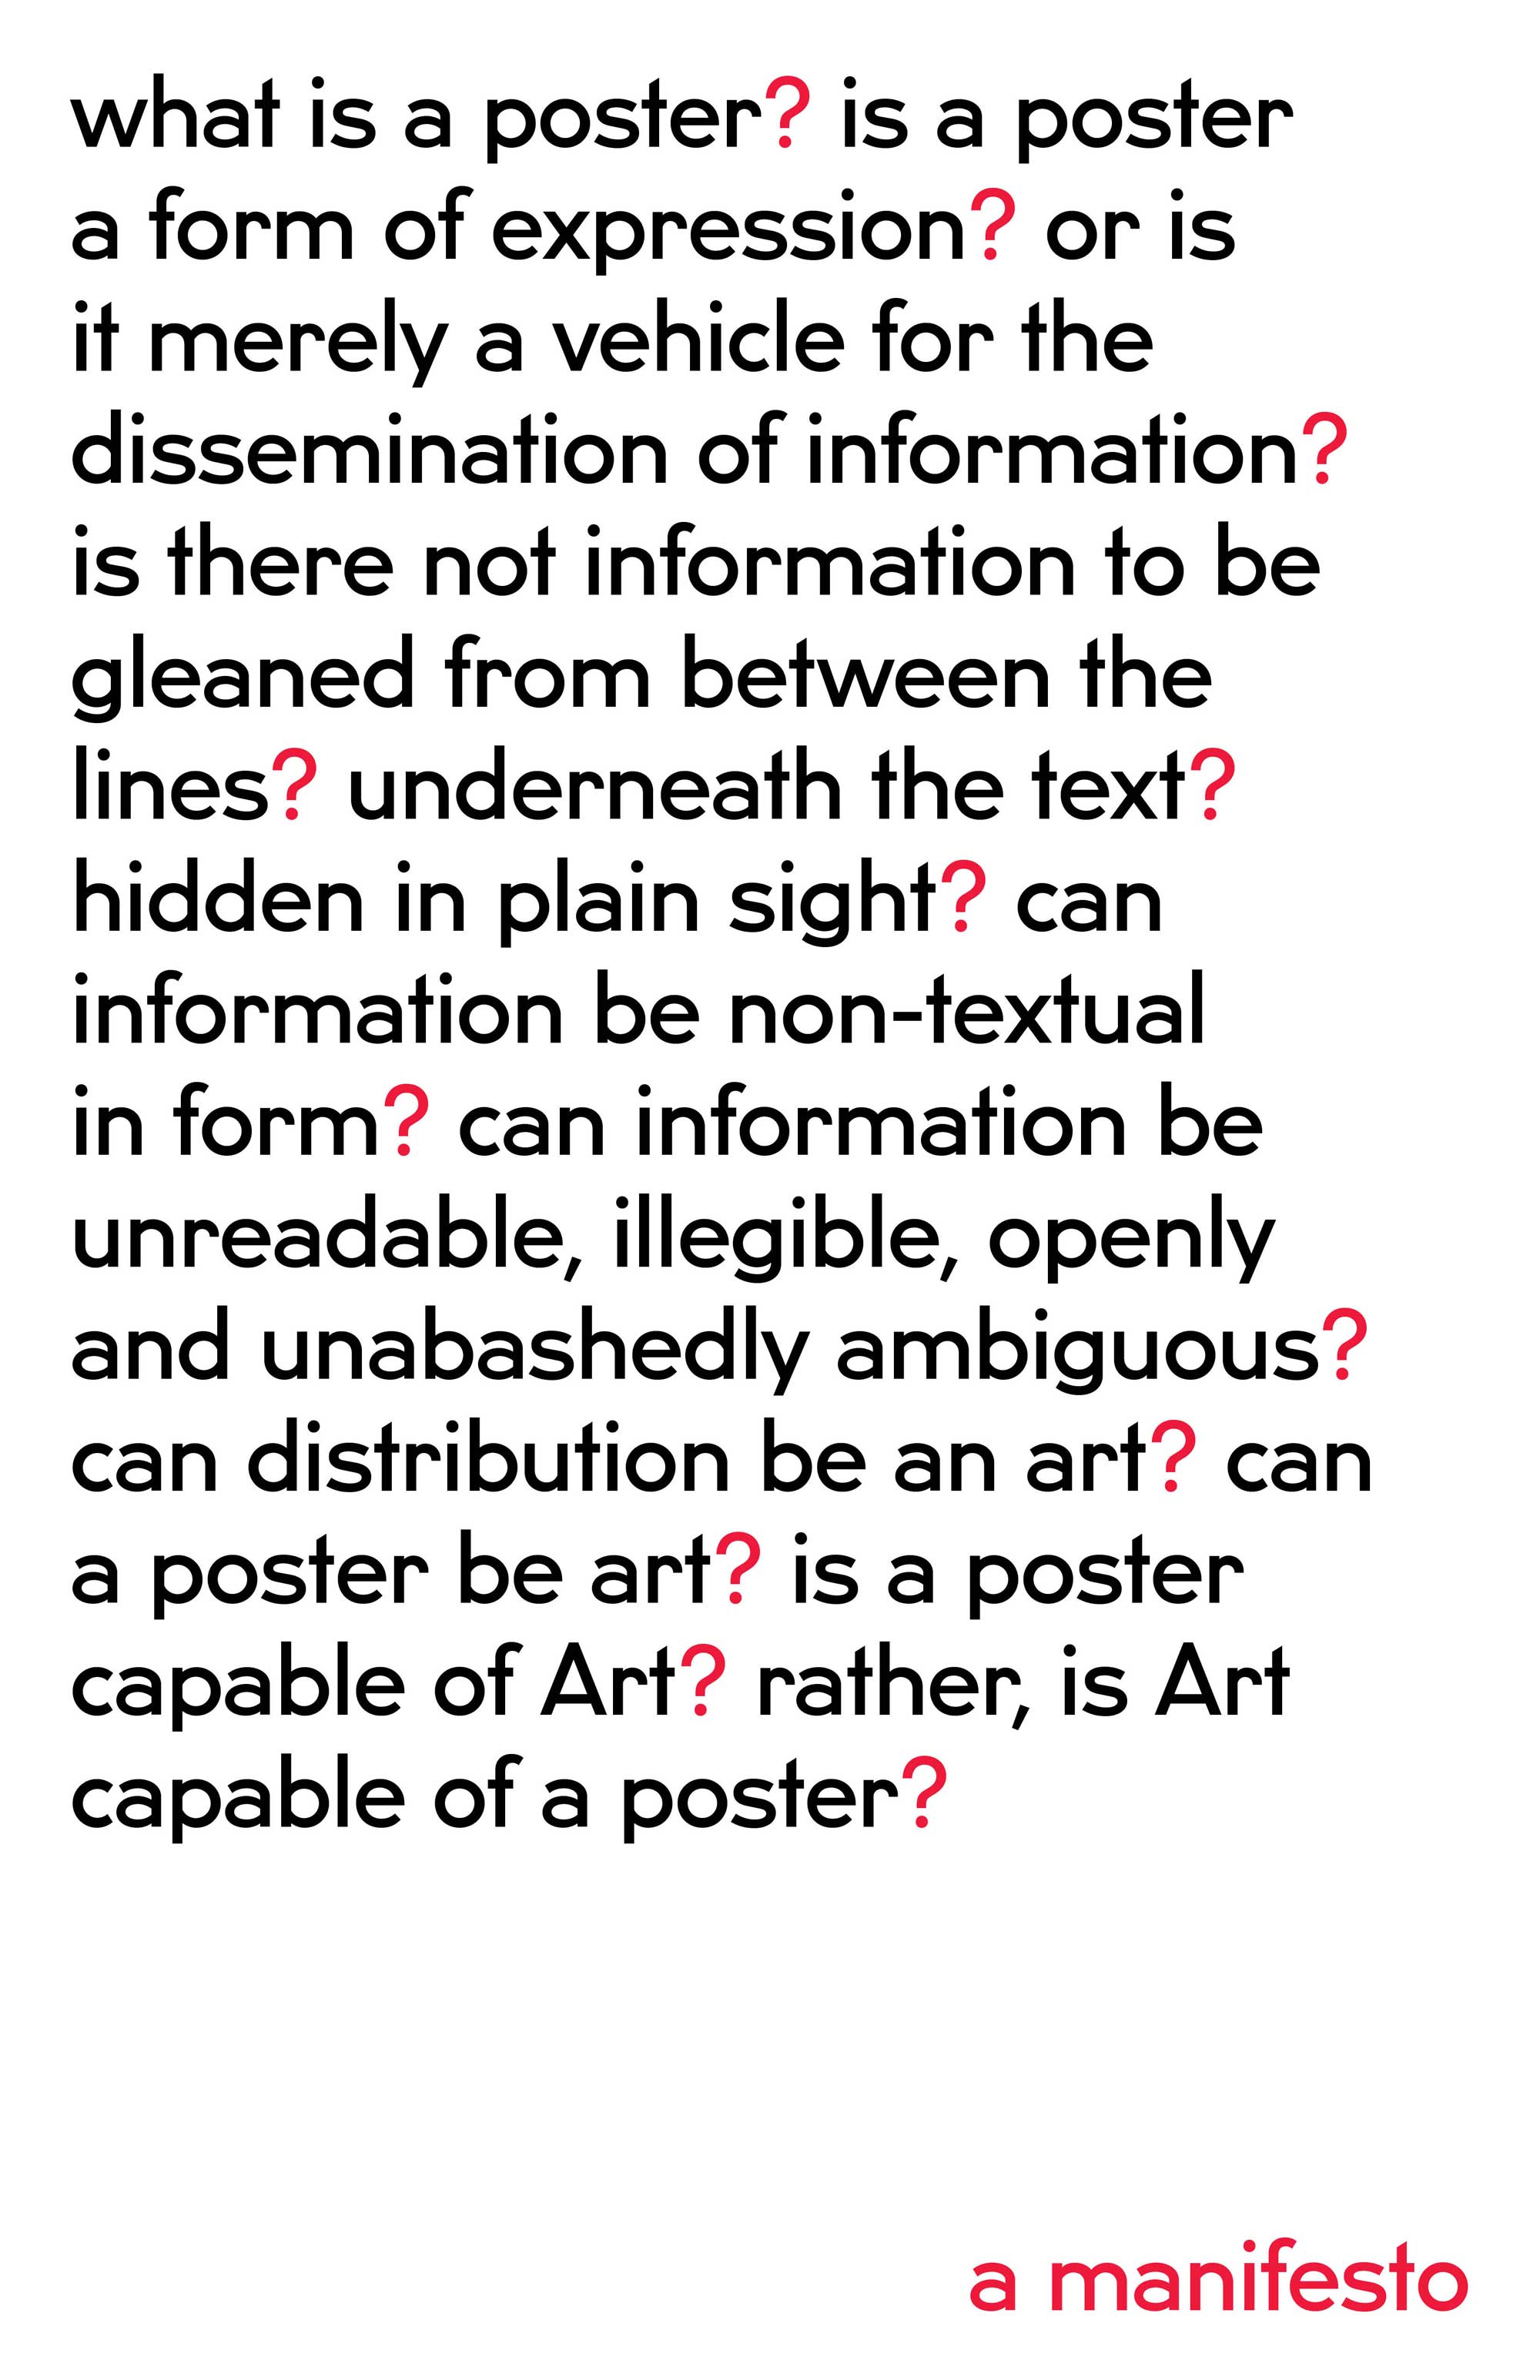 what is a poster? is a poster
a form of expression? or is
it merely a vehicle for the
dissemination of information?
is there not information to be
gleaned from between the
lines? underneath the text?
hidden in plain sight? can
information be non-textual
in form? can information be
unreadable, illegible, openly
and unabashedly ambiguous?
can distribution be an art? can
a poster be art? is a poster
capable of Art? rather, is Art
capable of a poster?
a manifesto